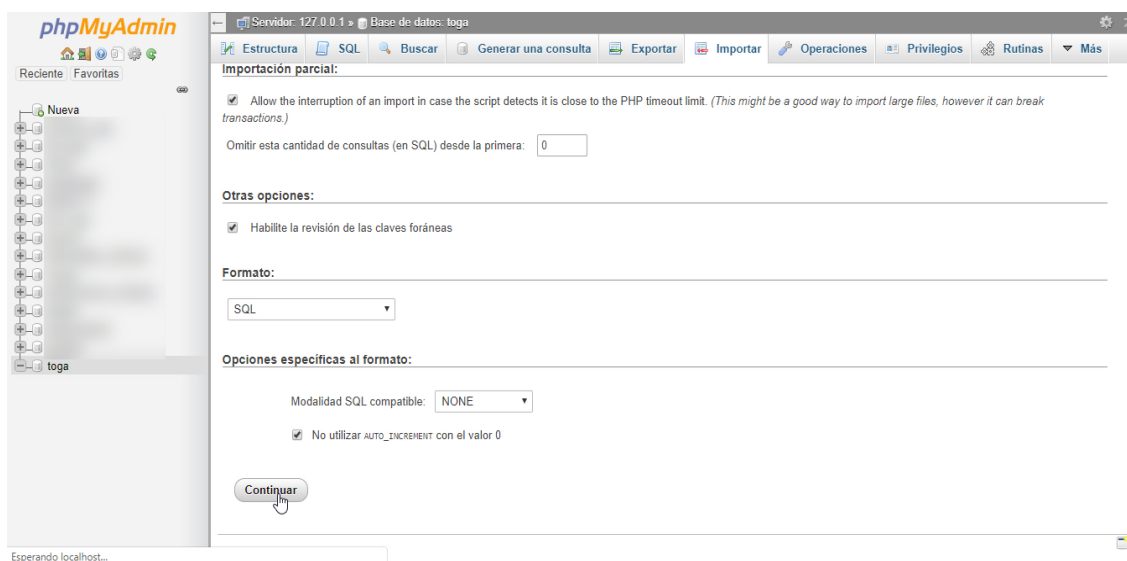 phpMyAdmin
Reciente Favoritas
Nueva
toga
Servidor: 127.0.0.1 » Base de datos: toga
Estructura SQL Buscar Generar una consulta Exportar Importar Operaciones Privilegios Rutinas Más
Importación parcial:
Allow the interruption of an import in case the script detects it is close to the PHP timeout limit. (This might be a good way to import large files, however it can break
transactions.)
Omitir esta cantidad de consultas (en SQL) desde la primera: 0
Otras opciones:
Habilite la revisión de las claves foráneas
Formato:
SQL
Opciones específicas al formato:
Modalidad SQL compatible: NONE
No utilizar AUTO_INCREMENT con el valor 0
Continuar
Esperando localhost...